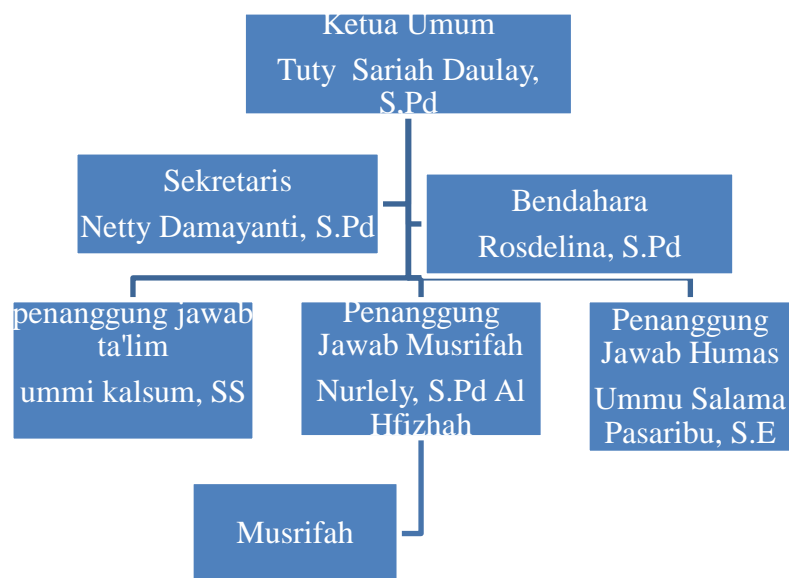 Ketua Umum
Tuty Sariah Daulay,
S.Pd
Sekretaris
Netty Damayanti, S.Pd
Bendahara
Rosdelina, S.Pd
penanggung jawab
ta'lim
ummi kalsum, SS
Penanggung
Jawab Musrifah
Nurlely, S.Pd Al
Hfizhah
Penanggung
Jawab Humas
Ummu Salama
Pasaribu, S.E
Musrifah